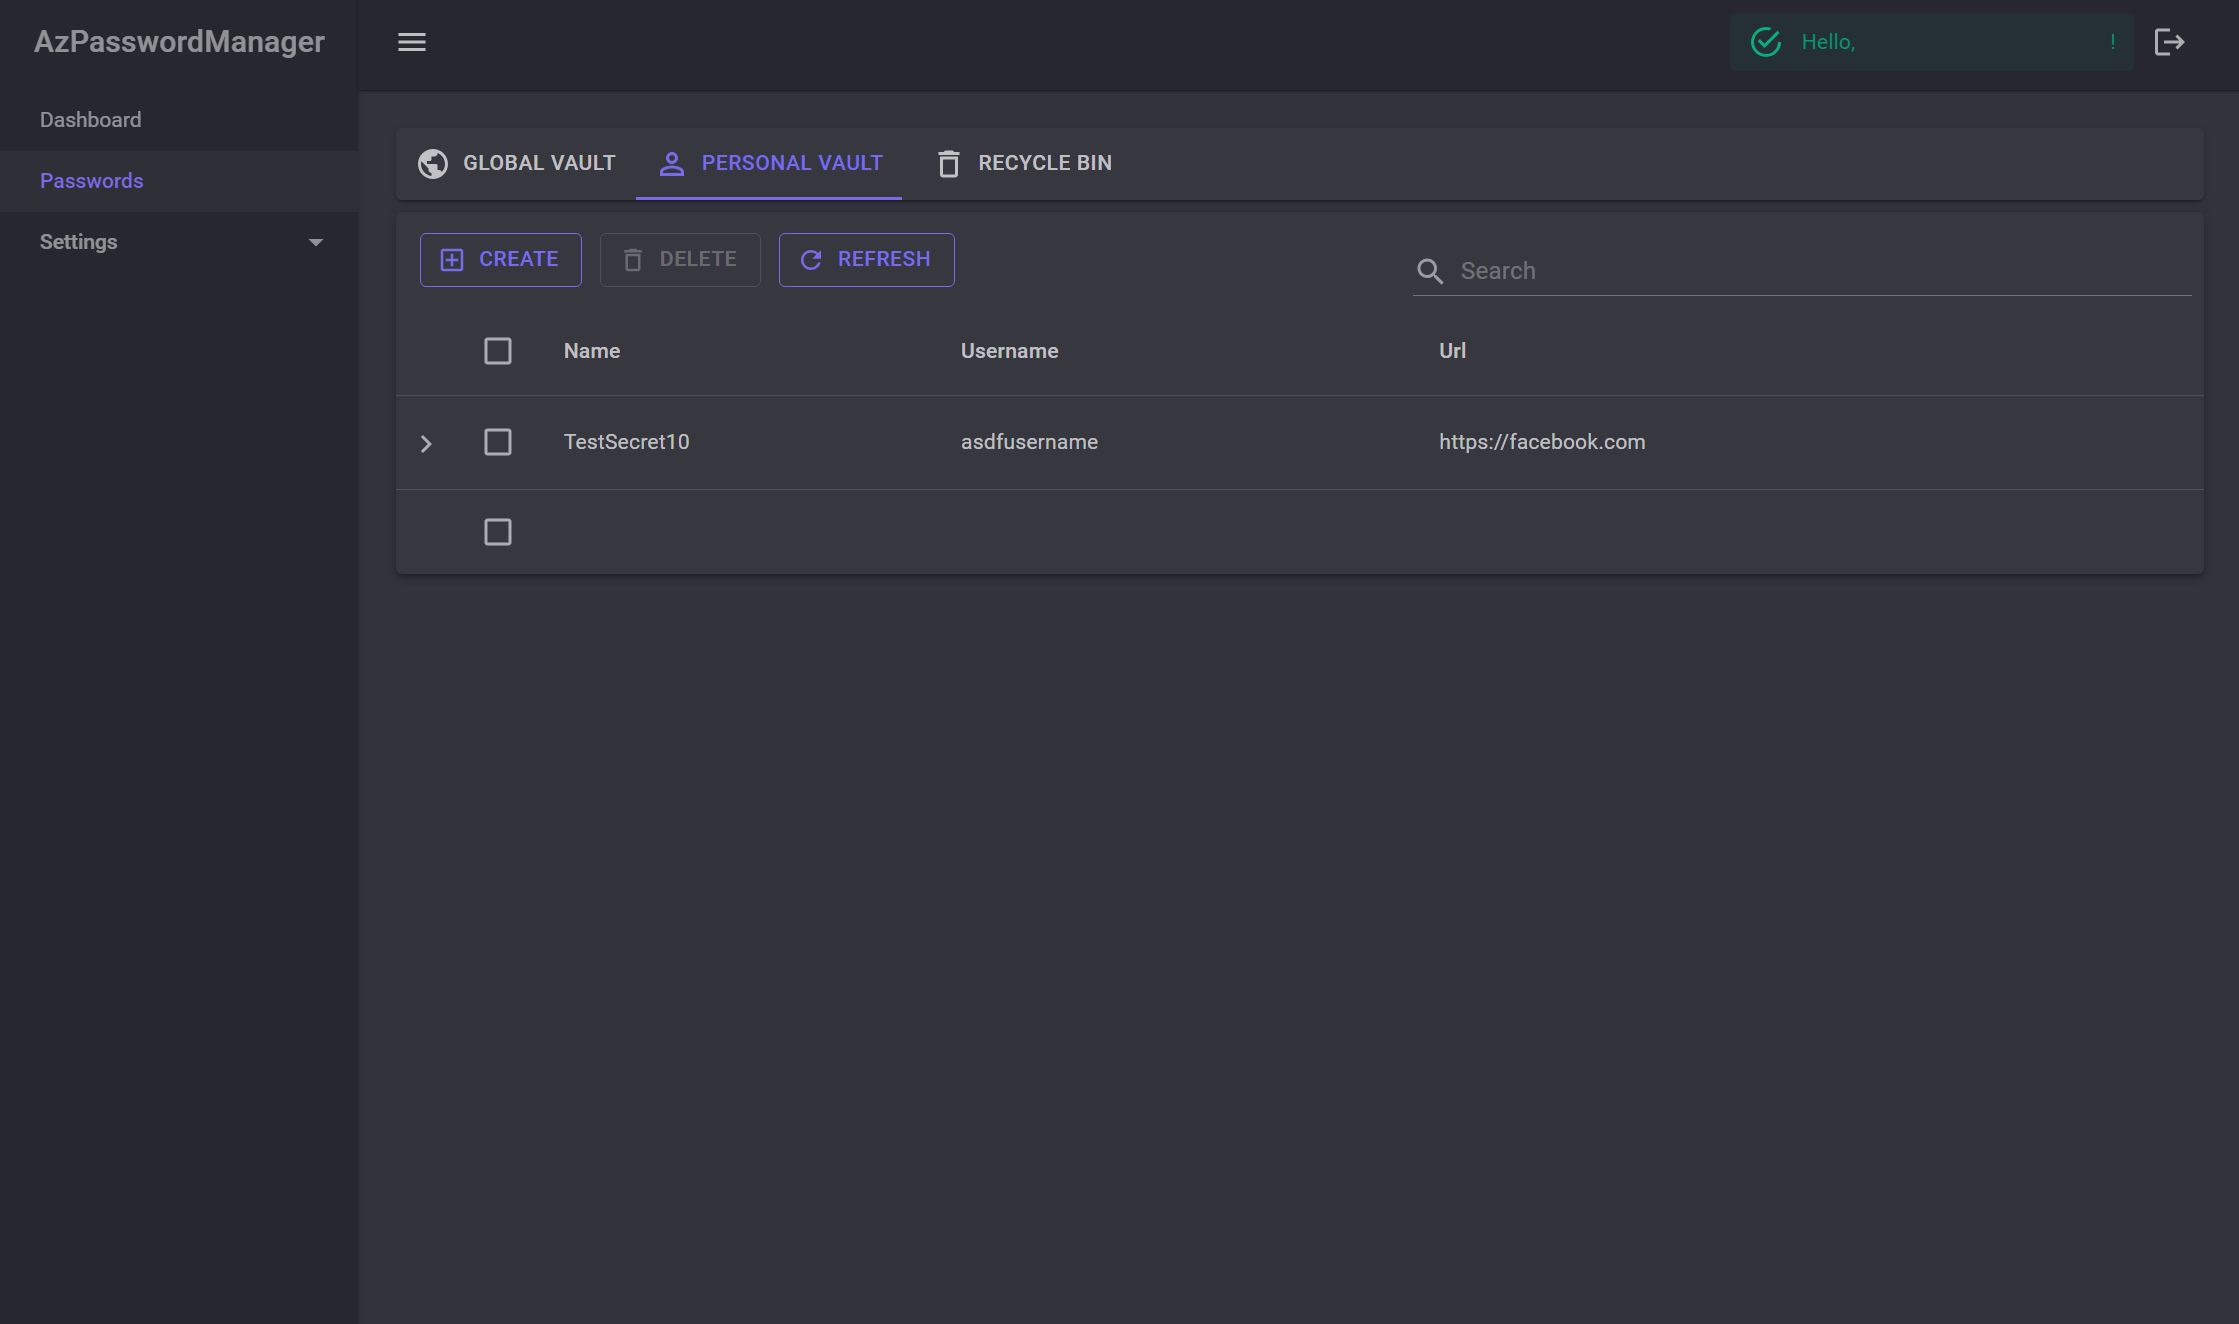 AzPasswordManager
Hello, !
Dashboard
Passwords
Settings
GLOBAL VAULT PERSONAL VAULT RECYCLE BIN
CREATE DELETE REFRESH
Search
Name Username Url
TestSecret10 asdfusername https://facebook.com